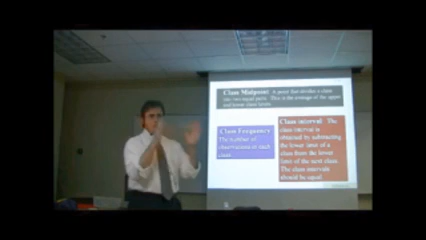 Class Midpoint: A point that divides a class
into two equal parts. This is the average of the upper
and lower class limits.
Class Frequency:
The number of
observations in each
class.
Class interval: The
class interval is
obtained by subtracting
the lower limit of a
class from the lower
limit of the next class.
The class intervals
should be equal.